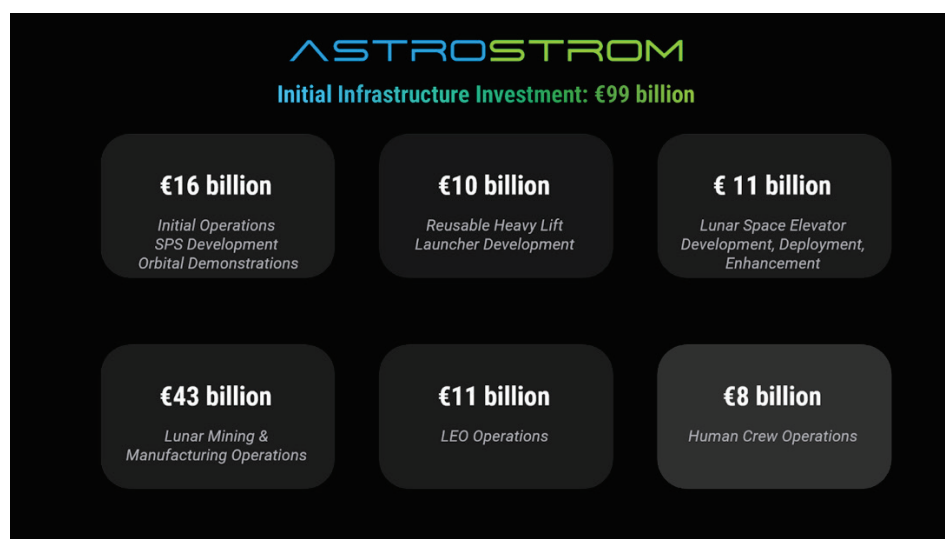 ASTROSTROM
Initial Infrastructure Investment: €99 billion
€16 billion
Initial Operations
SPS Development
Orbital Demonstrations
€10 billion
Reusable Heavy Lift
Launcher Development
€ 11 billion
Lunar Space Elevator
Development, Deployment,
Enhancement
€43 billion
Lunar Mining &
Manufacturing Operations
€11 billion
LEO Operations
€8 billion
Human Crew Operations